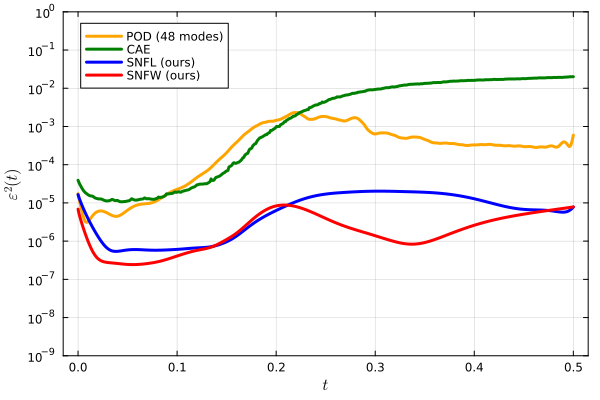 10^0
10^-1
10^-2
10^-3
10^-4
10^-5
10^-6
10^-7
10^-8
10^-9
ε²(t)
POD (48 modes)
CAE
SNFL (ours)
SNFW (ours)
0.0 0.1 0.2 0.3 0.4 0.5
t